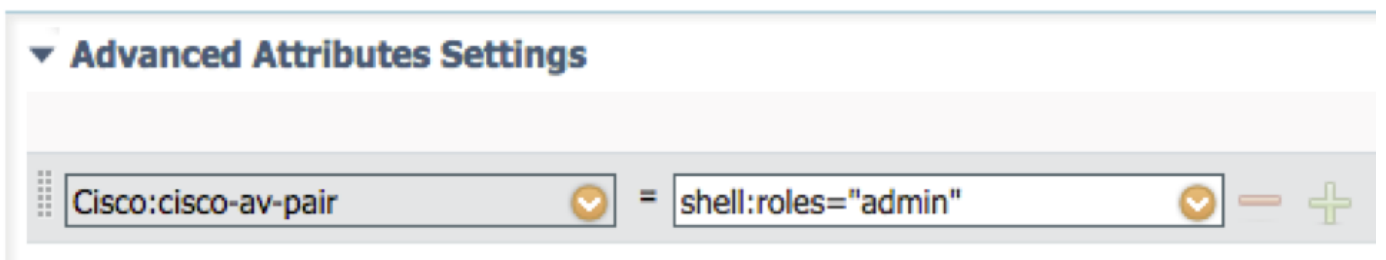 Advanced Attributes Settings
Cisco:cisco-av-pair = shell:roles="admin"